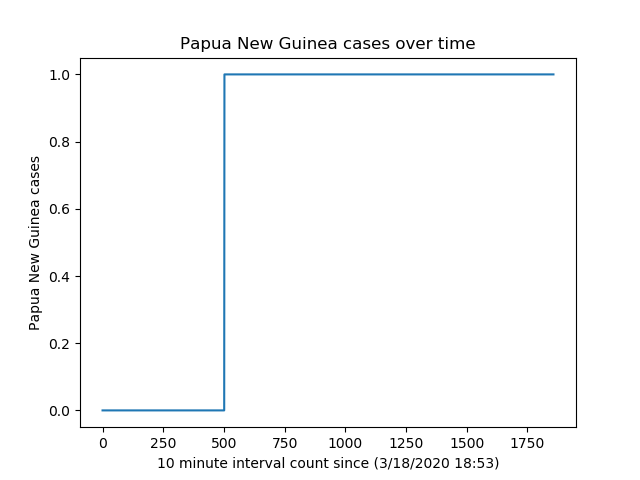 Papua New Guinea cases over time
Papua New Guinea cases
1.0
0.8
0.6
0.4
0.2
0.0
0 250 500 750 1000 1250 1500 1750
10 minute interval count since (3/18/2020 18:53)